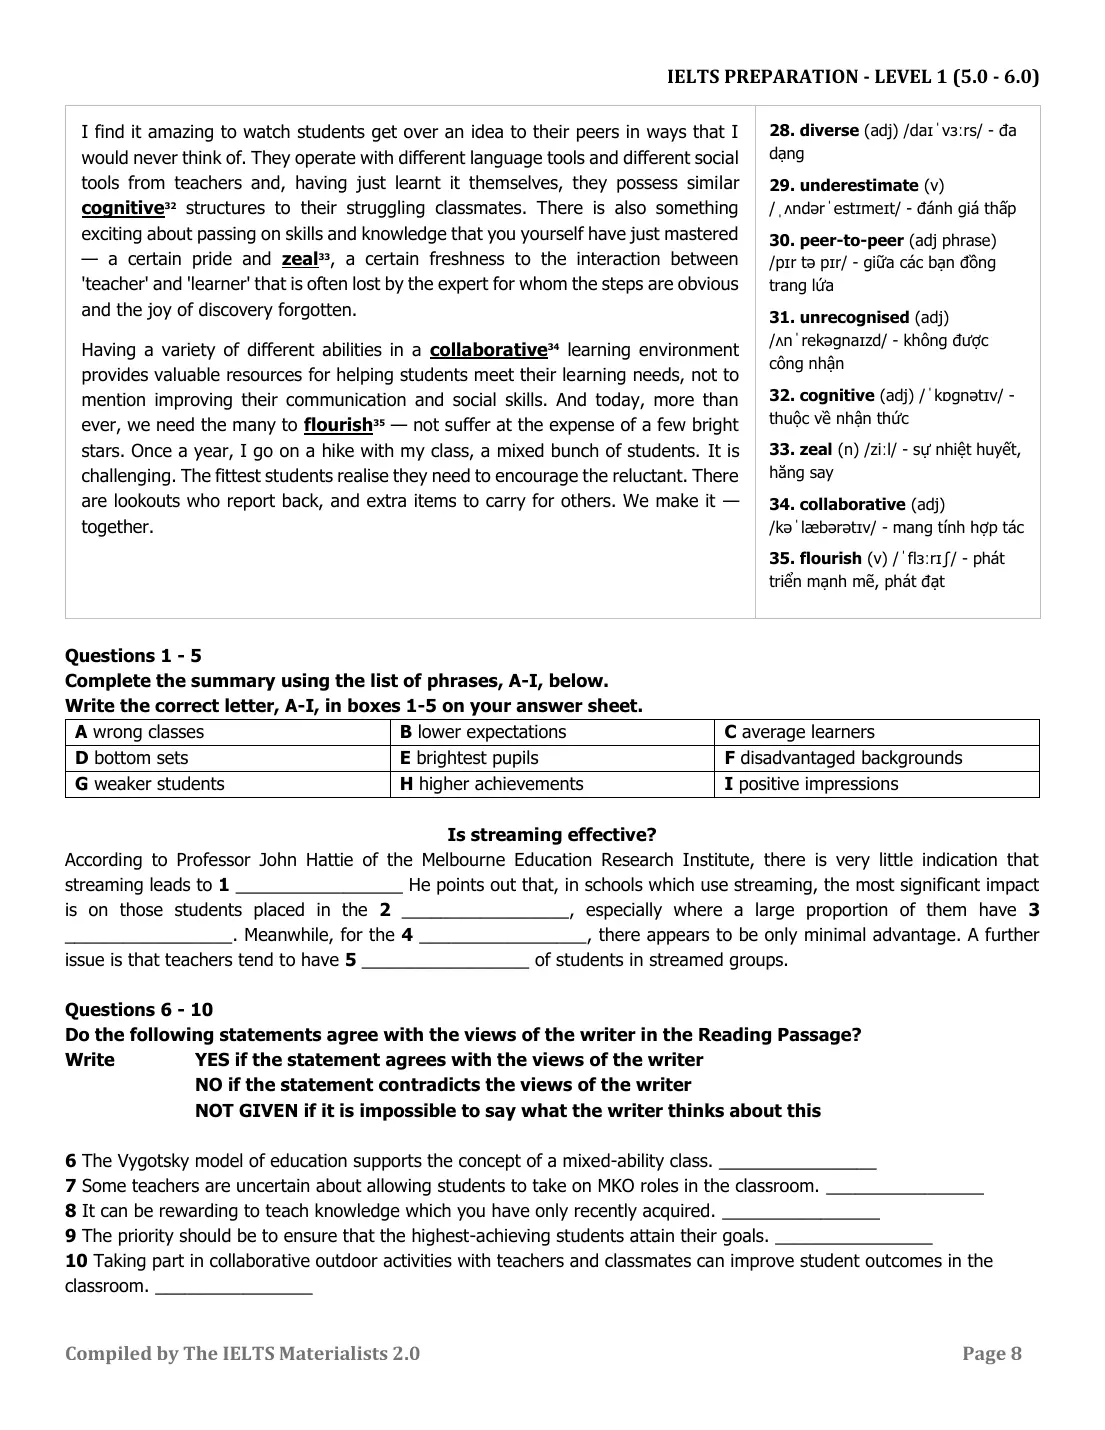 IELTS PREPARATION - LEVEL 1 (5.0 - 6.0)
I find it amazing to watch students get over an idea to their peers in ways that I
would never think of. They operate with different language tools and different social
tools from teachers and, having just learnt it themselves, they possess similar
cognitive³² structures to their struggling classmates. There is also something
exciting about passing on skills and knowledge that you yourself have just mastered
— a certain pride and zeal³³, a certain freshness to the interaction between
'teacher' and 'learner' that is often lost by the expert for whom the steps are obvious
and the joy of discovery forgotten.
Having a variety of different abilities in a collaborative³⁴ learning environment
provides valuable resources for helping students meet their learning needs, not to
mention improving their communication and social skills. And today, more than
ever, we need the many to flourish³⁵ — not suffer at the expense of a few bright
stars. Once a year, I go on a hike with my class, a mixed bunch of students. It is
challenging. The fittest students realise they need to encourage the reluctant. There
are lookouts who report back, and extra items to carry for others. We make it —
together.
28. diverse (adj) /daɪˈvɜːrs/ - đa
dạng
29. underestimate (v)
/ˌʌndərˈestɪmeɪt/ - đánh giá thấp
30. peer-to-peer (adj phrase)
/pɪr tə pɪr/ - giữa các bạn đồng
trang lứa
31. unrecognised (adj)
/ʌnˈrekəɡnaɪzd/ - không được
công nhận
32. cognitive (adj) /ˈkɒɡnətɪv/ -
thuộc về nhận thức
33. zeal (n) /ziːl/ - sự nhiệt huyết,
hăng say
34. collaborative (adj)
/kəˈlæbərətɪv/ - mang tính hợp tác
35. flourish (v) /ˈflɜːrɪʃ/ - phát
triển mạnh mẽ, phát đạt
Questions 1 - 5
Complete the summary using the list of phrases, A-I, below.
Write the correct letter, A-I, in boxes 1-5 on your answer sheet.
A wrong classes B lower expectations C average learners
D bottom sets E brightest pupils F disadvantaged backgrounds
G weaker students H higher achievements I positive impressions
Is streaming effective?
According to Professor John Hattie of the Melbourne Education Research Institute, there is very little indication that
streaming leads to 1 _________________ He points out that, in schools which use streaming, the most significant impact
is on those students placed in the 2 _________________, especially where a large proportion of them have 3
_________________. Meanwhile, for the 4 _________________, there appears to be only minimal advantage. A further
issue is that teachers tend to have 5 _________________ of students in streamed groups.
Questions 6 - 10
Do the following statements agree with the views of the writer in the Reading Passage?
Write YES if the statement agrees with the views of the writer
NO if the statement contradicts the views of the writer
NOT GIVEN if it is impossible to say what the writer thinks about this
6 The Vygotsky model of education supports the concept of a mixed-ability class. ________________
7 Some teachers are uncertain about allowing students to take on MKO roles in the classroom. ________________
8 It can be rewarding to teach knowledge which you have only recently acquired. ________________
9 The priority should be to ensure that the highest-achieving students attain their goals. ________________
10 Taking part in collaborative outdoor activities with teachers and classmates can improve student outcomes in the
classroom. ________________
Compiled by The IELTS Materialists 2.0 Page 8